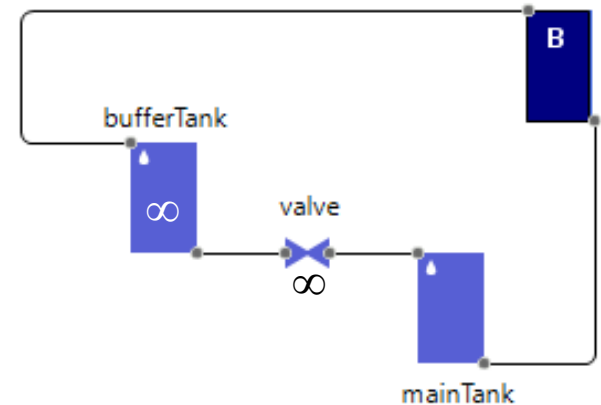 B
bufferTank
∞
valve
∞
mainTank